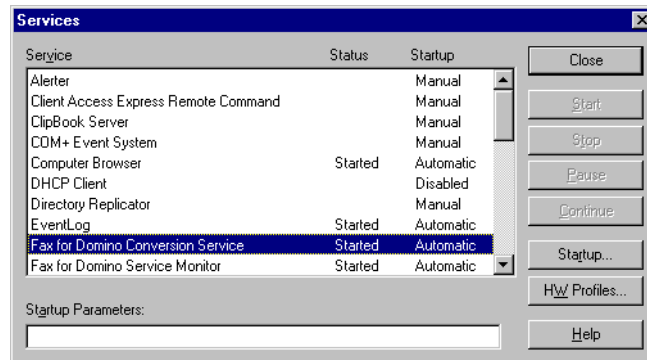 Services
Service Status Startup
Alerter Manual
Client Access Express Remote Command Manual
ClipBook Server Manual
COM+ Event System Manual
Computer Browser Started Automatic
DHCP Client Disabled
Directory Replicator Manual
EventLog Started Automatic
Fax for Domino Conversion Service Started Automatic
Fax for Domino Service Monitor Started Automatic
Startup Parameters:
Close
Start
Stop
Pause
Continue
Startup...
HW Profiles...
Help